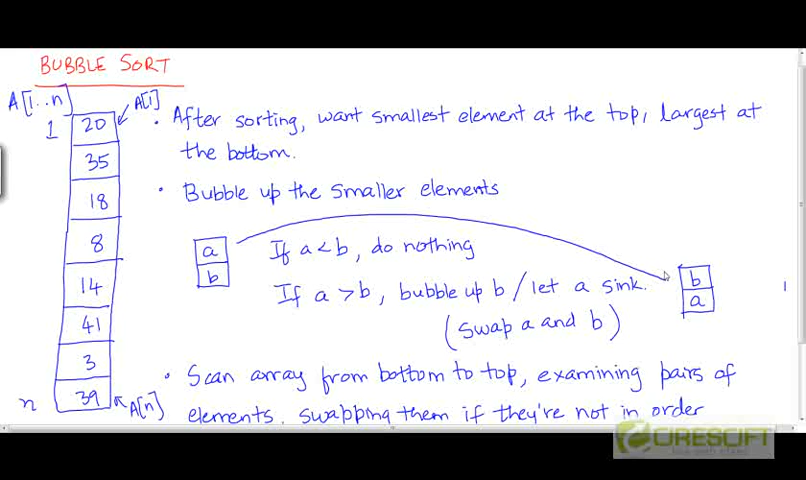 BUBBLE SORT
A[1..n]
A[1]
1
20
35
18
8
14
41
3
39
n
A[n]
• After sorting, want smallest element at the top, largest at
the bottom.
• Bubble up the smaller elements
a
b
If a < b, do nothing
If a > b, bubble up b / let a sink.
(swap a and b)
b
a
• Scan array from bottom to top, examining pairs of
elements, swapping them if they're not in order